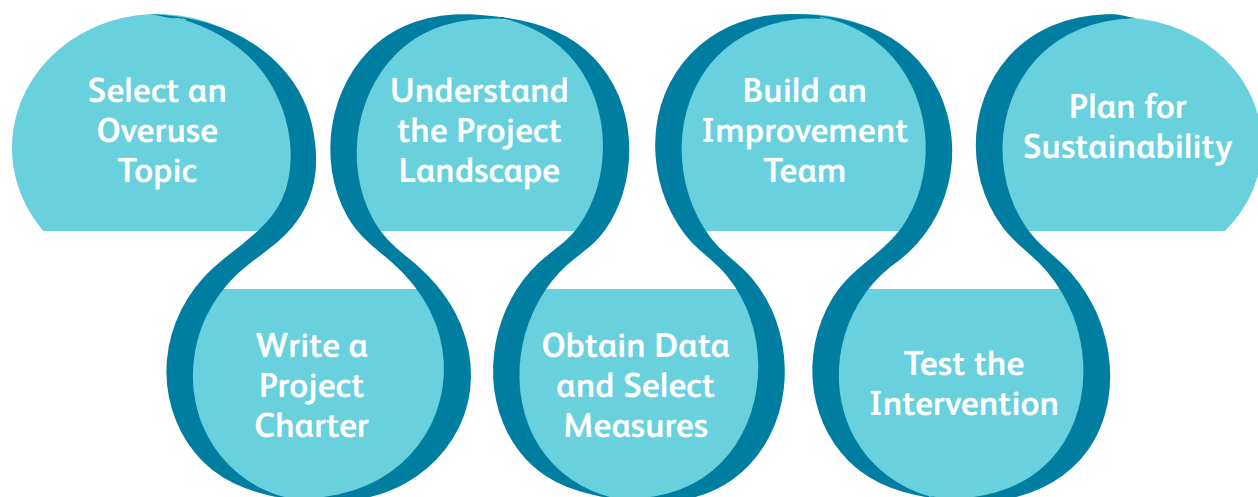 Select an
Overuse
Topic
Write a
Project
Charter
Understand
the Project
Landscape
Obtain Data
and Select
Measures
Build an
Improvement
Team
Test the
Intervention
Plan for
Sustainability